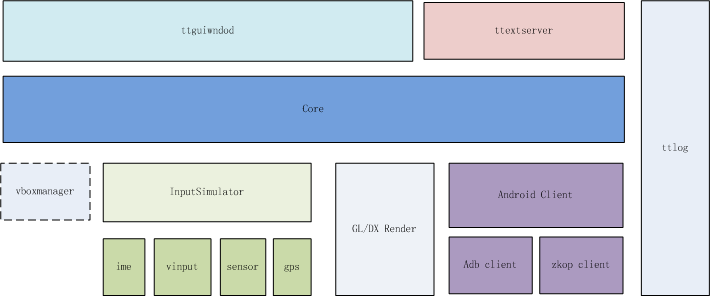 ttguiwndod
ttextserver
Core
ttlog
vboxmanager
InputSimulator
GL/DX Render
Android Client
ime
vinput
sensor
gps
Adb client
zkop client